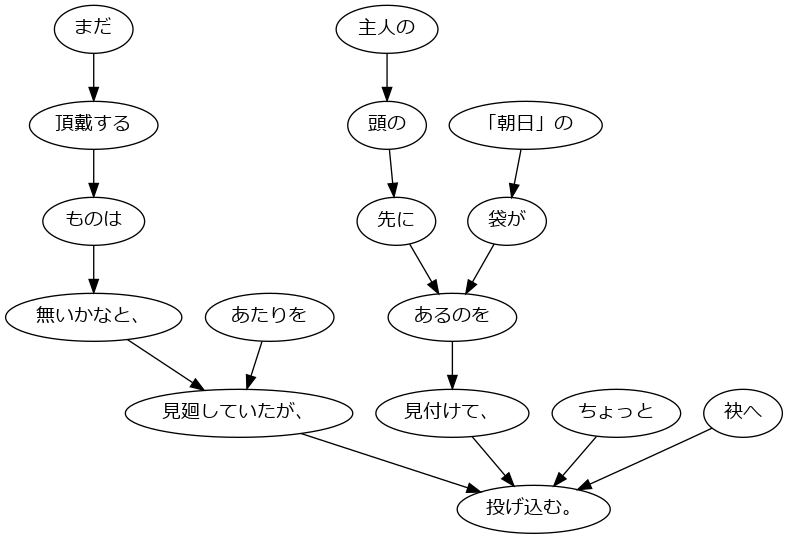 まだ
主人の
頂戴する
頭の
「朝日」の
ものは
先に
袋が
無いかなと、
あたりを
あるのを
見廻していたが、
見付けて、
ちょっと
袂へ
投げ込む。